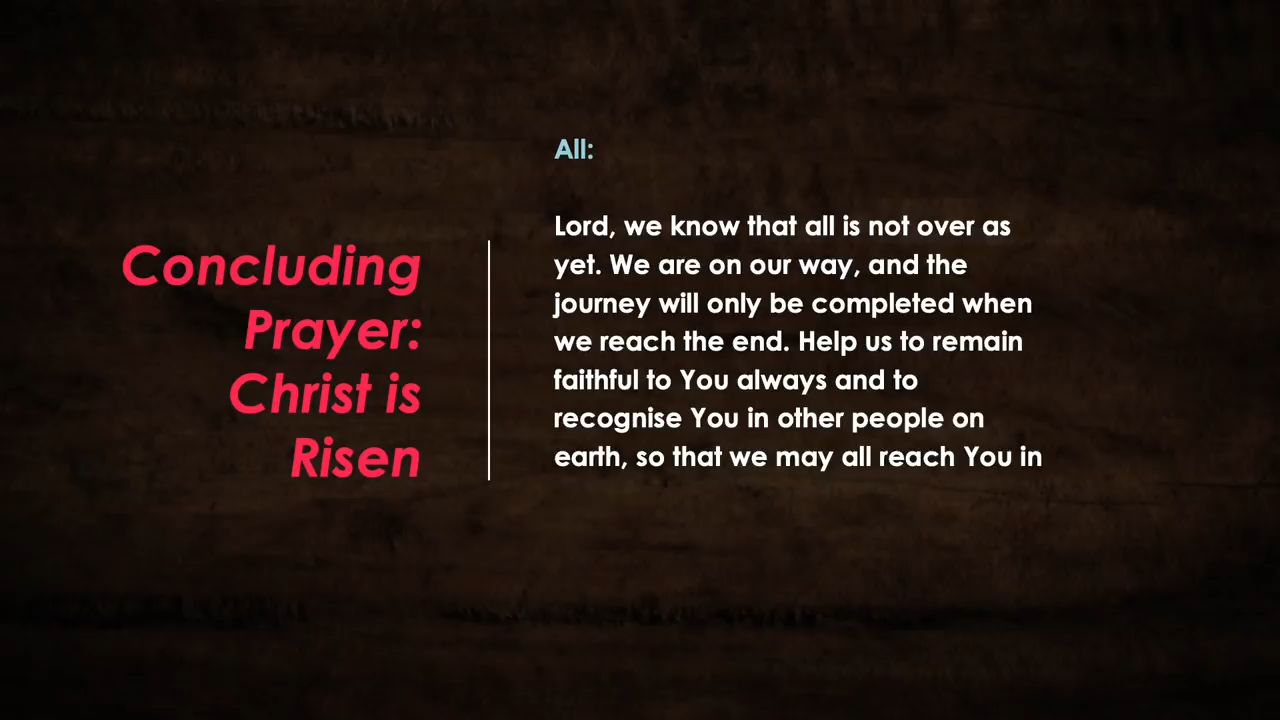 Concluding
Prayer:
Christ is
Risen
All:
Lord, we know that all is not over as
yet. We are on our way, and the
journey will only be completed when
we reach the end. Help us to remain
faithful to You always and to
recognise You in other people on
earth, so that we may all reach You in